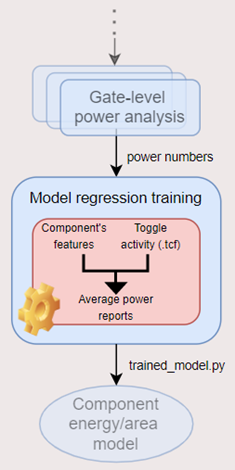 Gate-level
power analysis
power numbers
Model regression training
Component's
features
Toggle
activity (.tcf)
Average power
reports
trained_model.py
Component
energy/area
model